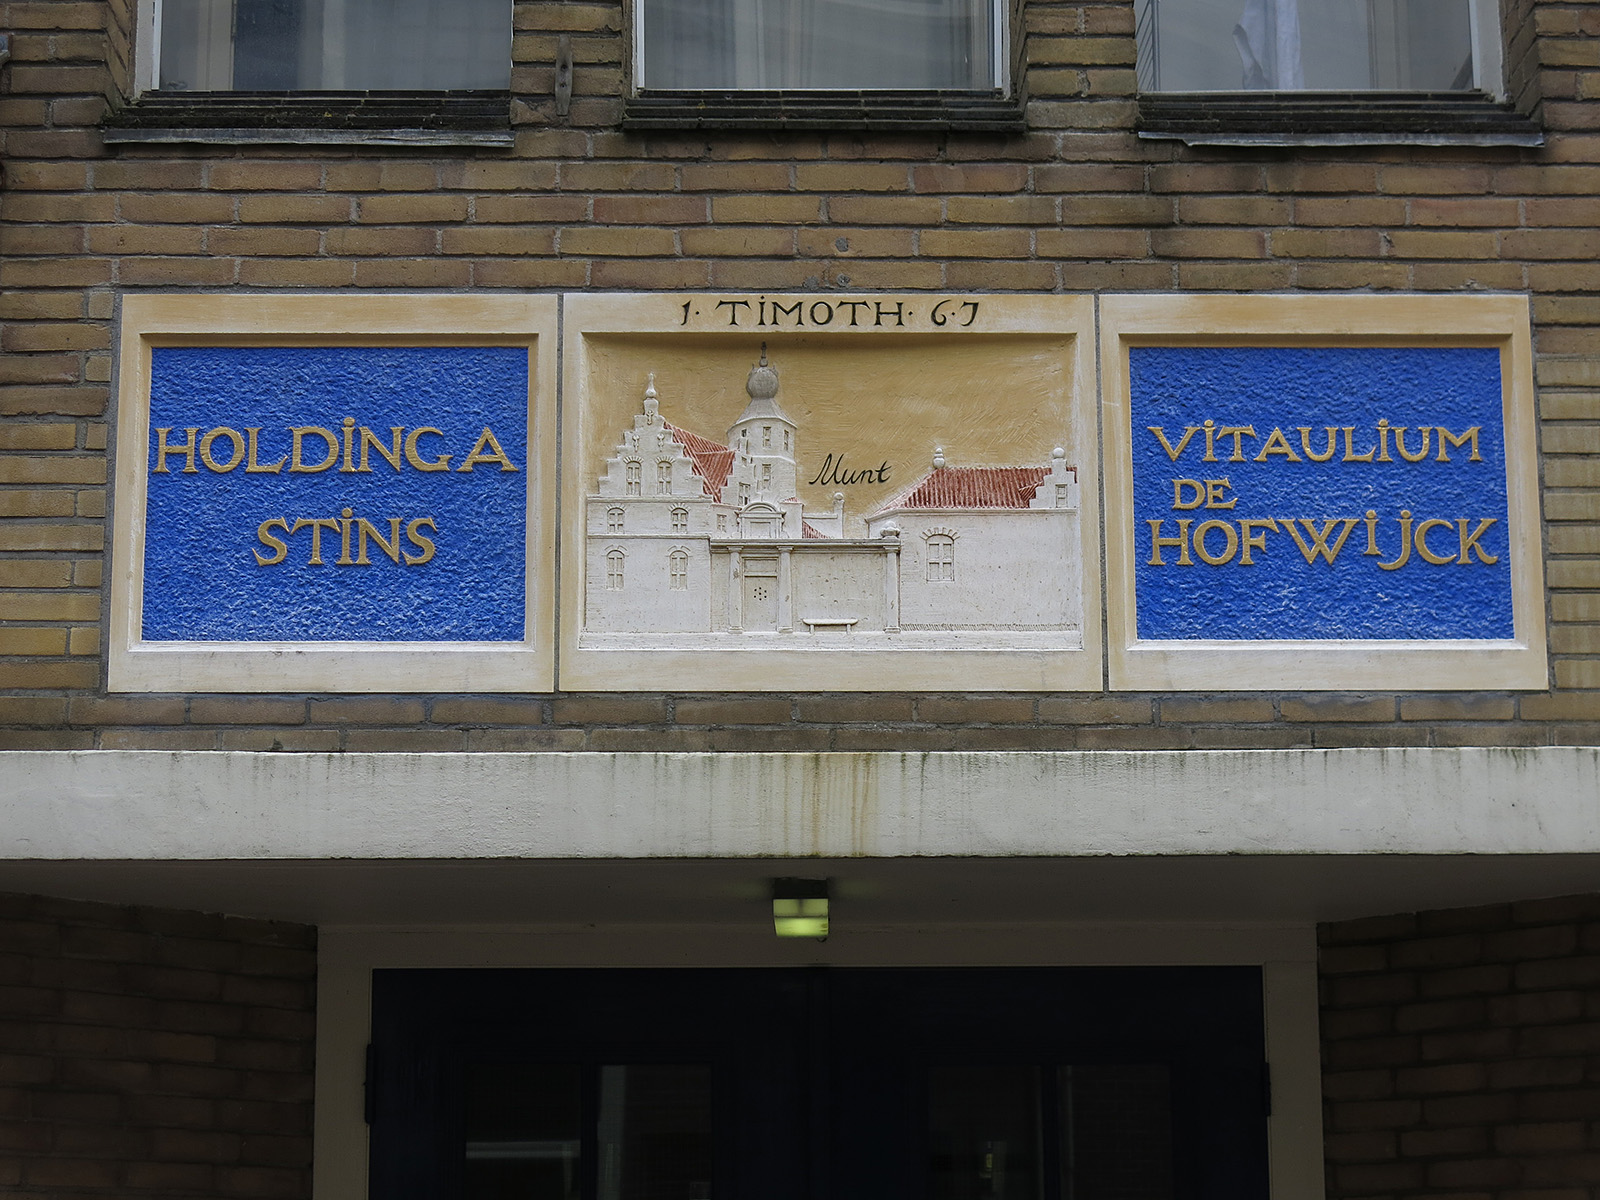 HOLDINGA
STINS
1. TIMOTH. 6.7
Munt
VITAULIUM
DE
HOFWIJCK